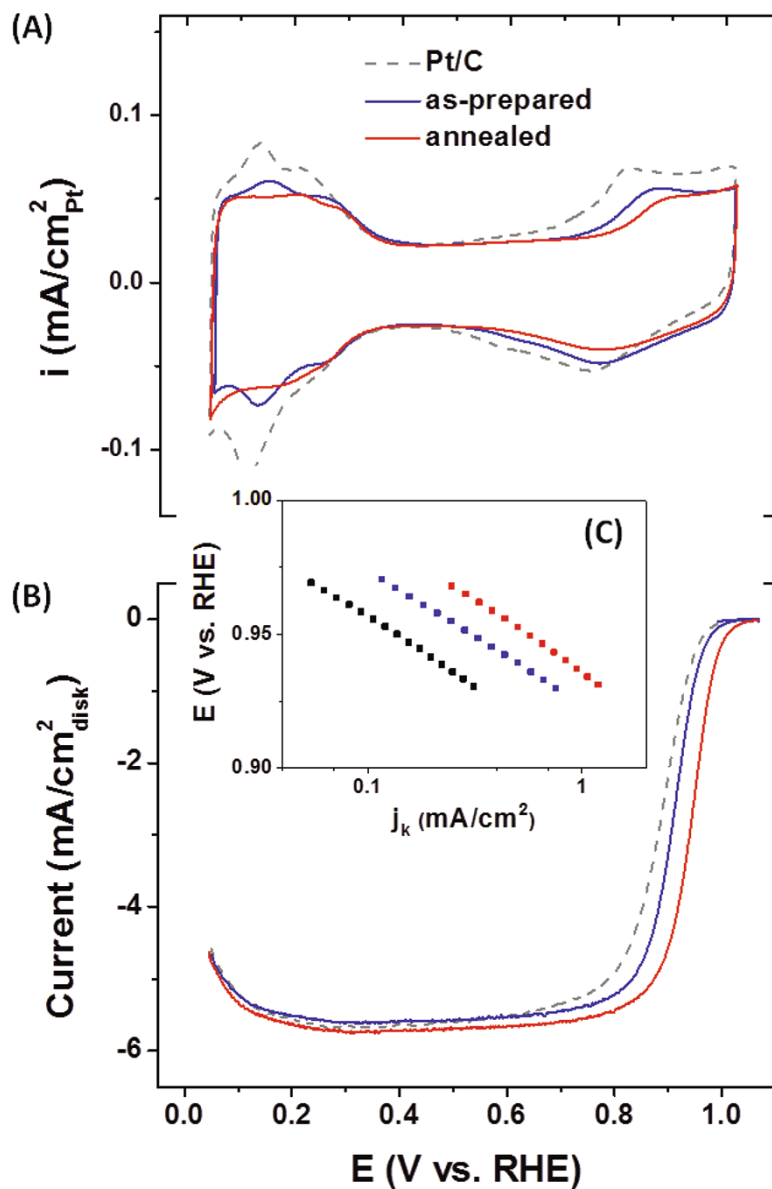 (A)
Pt/C
as-prepared
annealed
0.1
0.0
-0.1
i (mA/cm²Pt)
1.00
0.95
0.90
E (V vs. RHE)
(C)
0.1 1
jk (mA/cm²)
(B)
0
-2
-4
-6
Current (mA/cm²disk)
0.0 0.2 0.4 0.6 0.8 1.0
E (V vs. RHE)